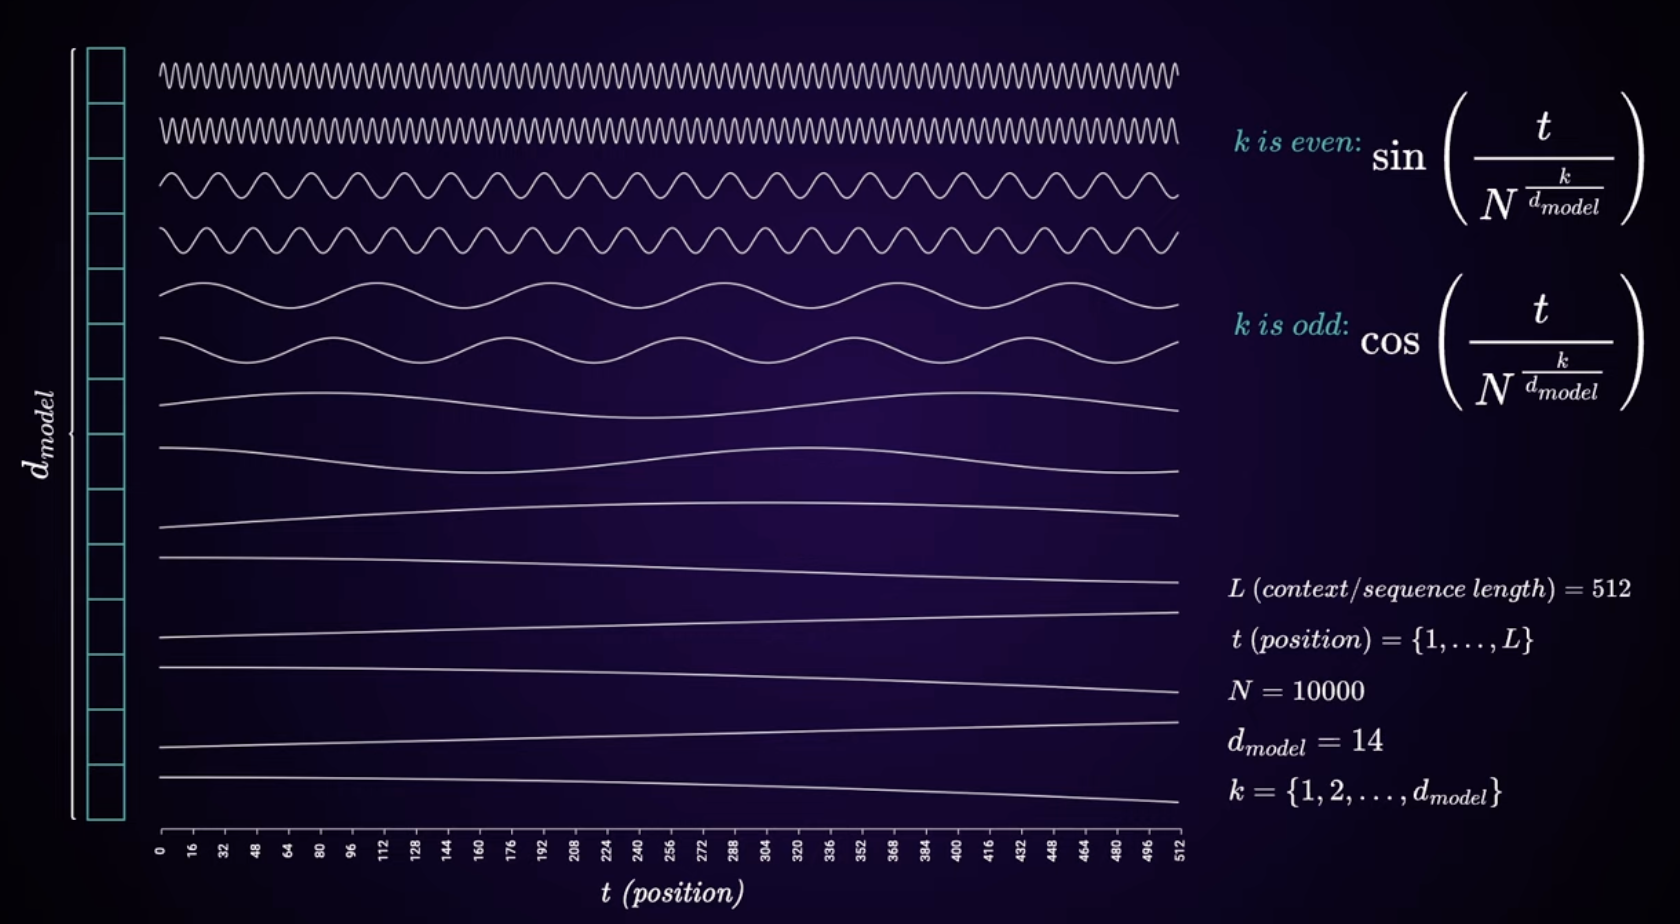 d_model
k is even: sin ( t / N^(k/d_model) )
k is odd: cos ( t / N^(k/d_model) )
L (context/sequence length) = 512
t (position) = {1, . . . , L}
N = 10000
d_model = 14
k = {1, 2, . . . , d_model}
0 16 32 48 64 80 96 112 128 144 160 176 192 208 224 240 256 272 288 304 320 336 352 368 384 400 416 432 448 464 480 496 512
t (position)